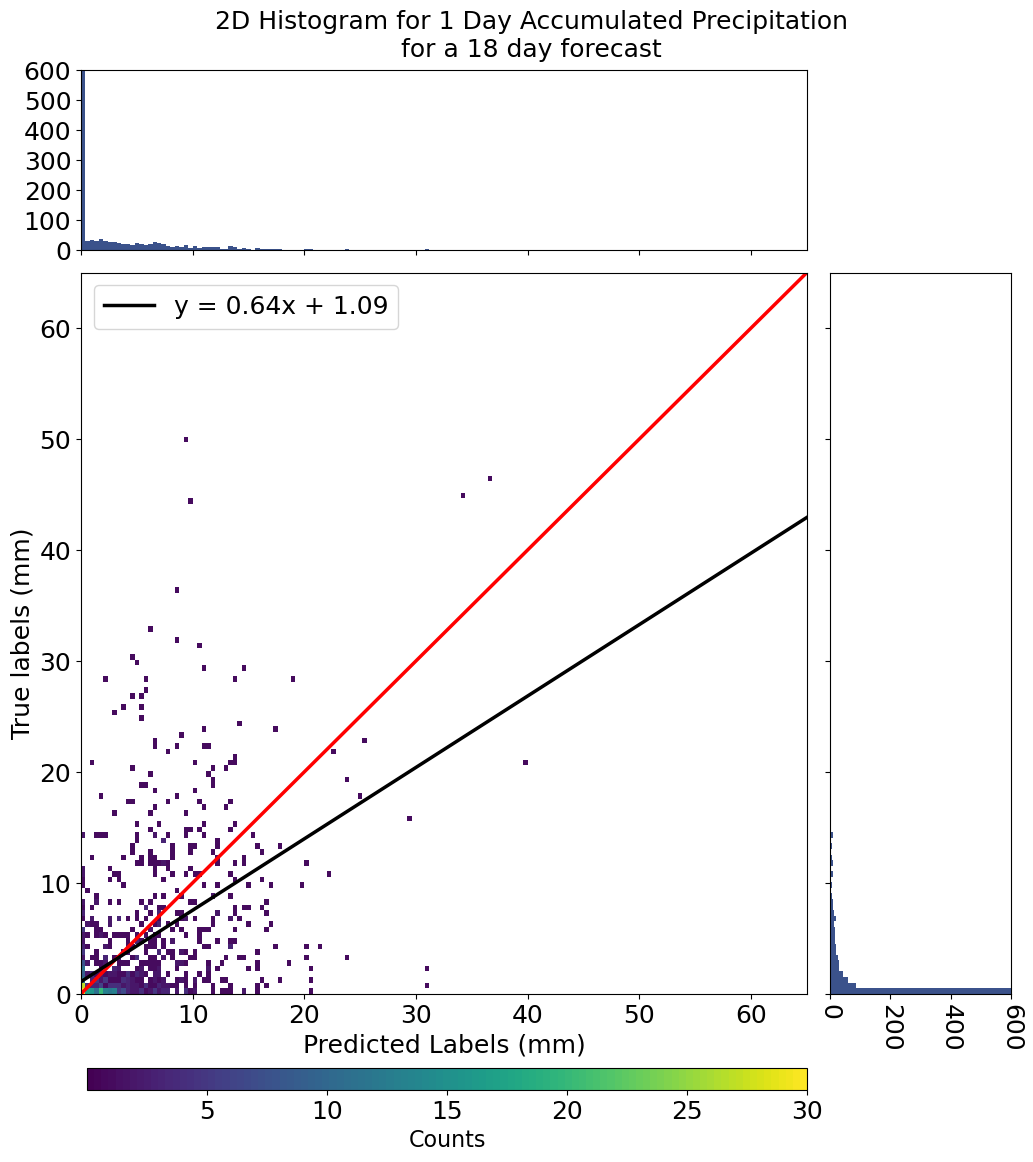 2D Histogram for 1 Day Accumulated Precipitation
for a 18 day forecast
600
500
400
300
200
100
0
y = 0.64x + 1.09
60
50
40
30
20
10
0
True labels (mm)
0 10 20 30 40 50 60
Predicted Labels (mm)
0 200 400 600
5 10 15 20 25 30
Counts